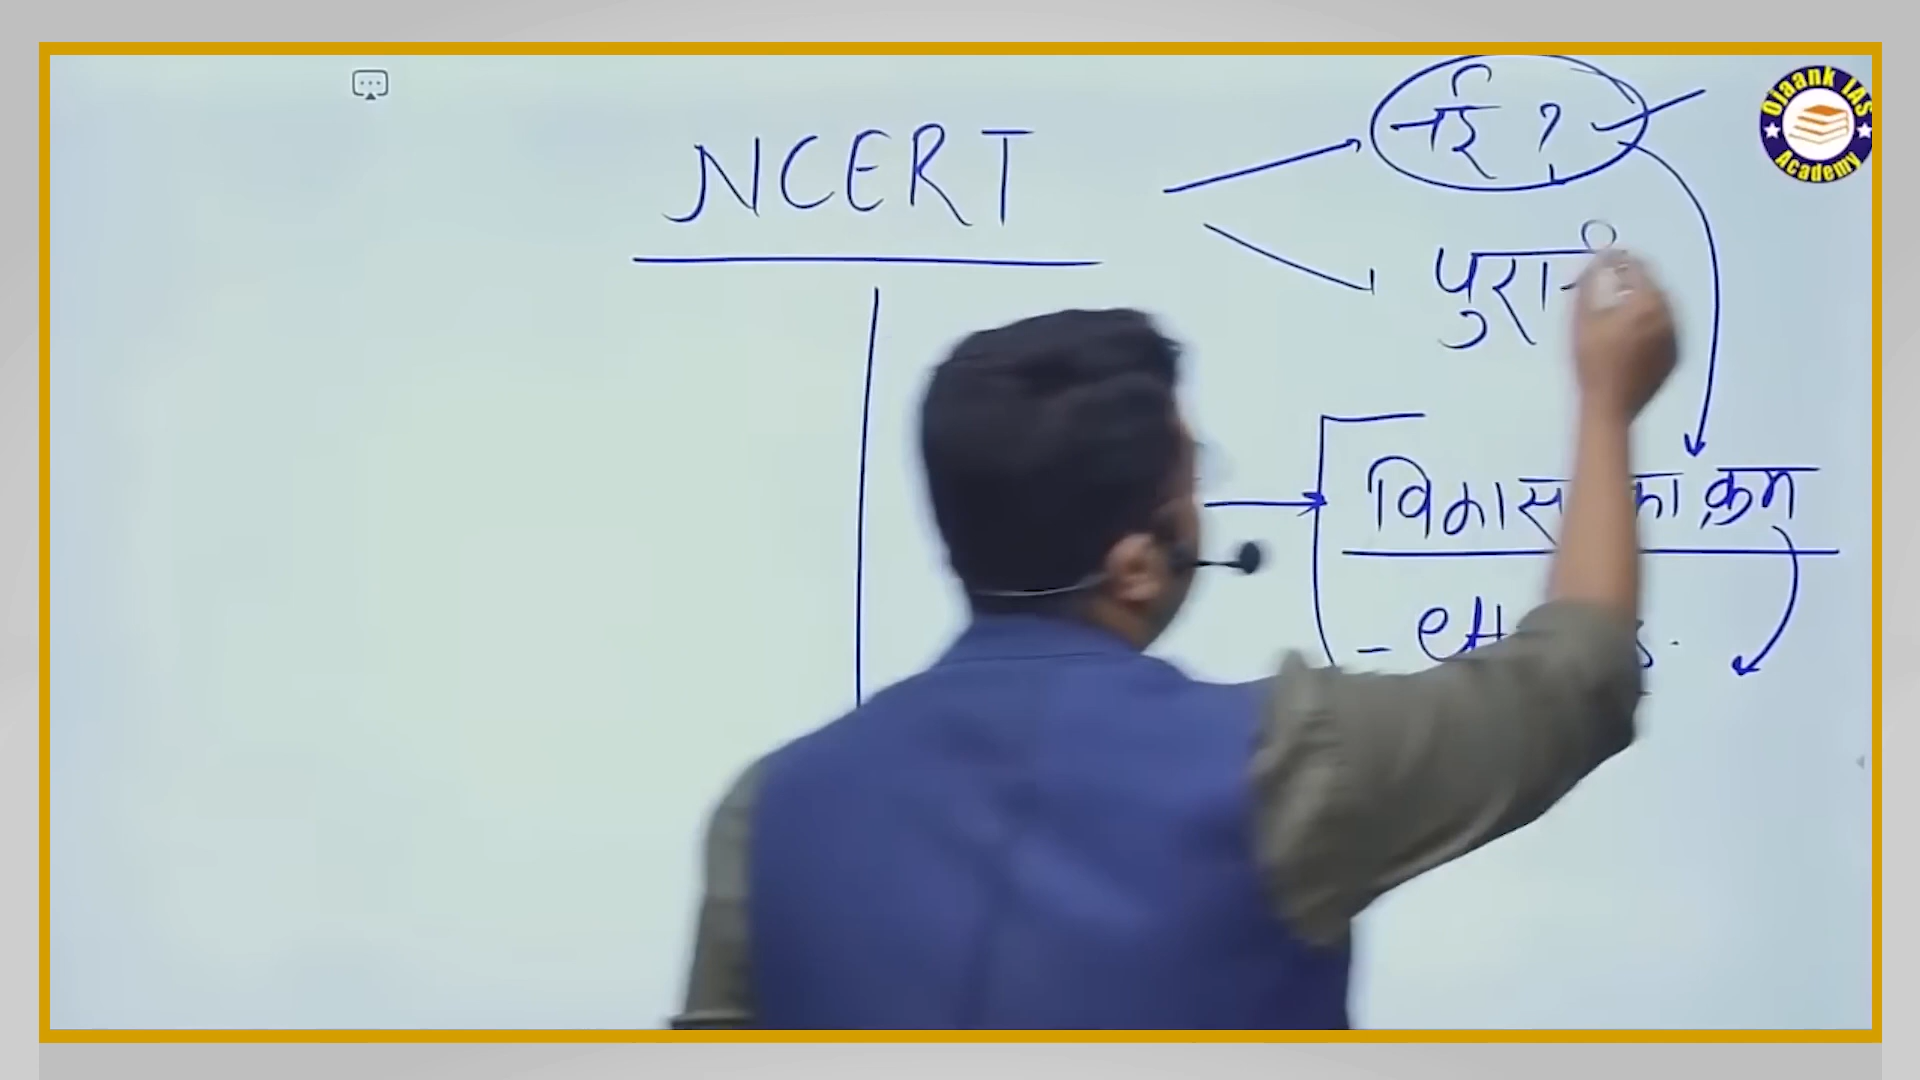 NCERT
नई ?
पुरानी
विकास का क्रम
Ojaank IAS
Academy